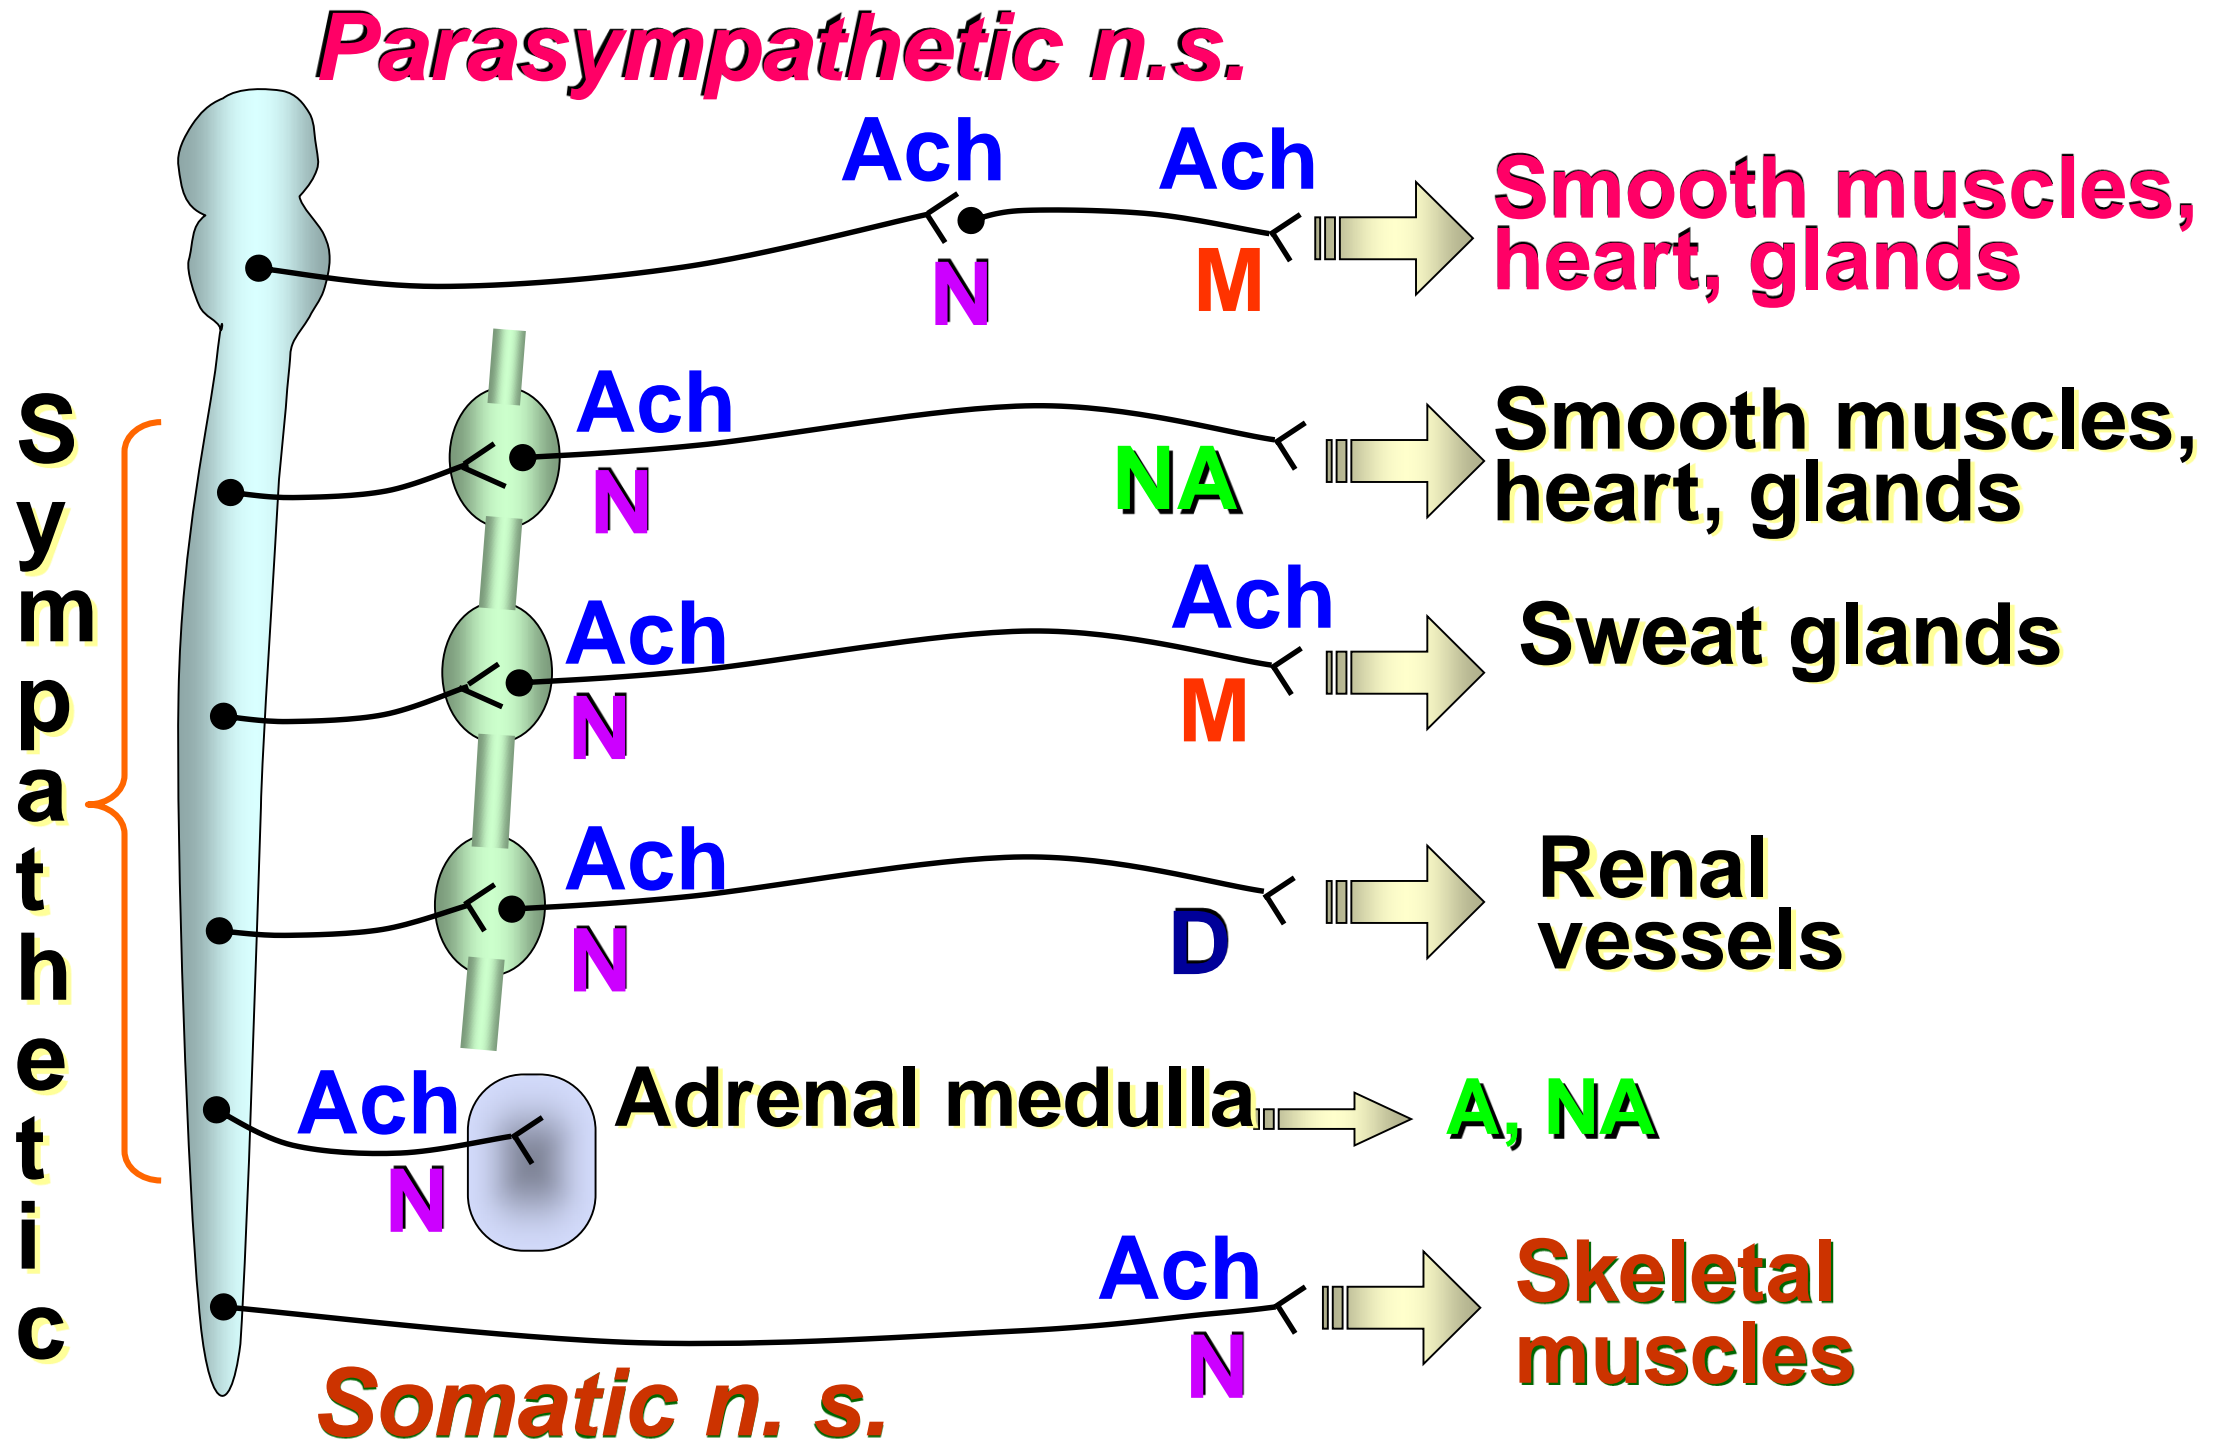 Parasympathetic n.s.
Ach
Ach
Smooth muscles,
heart, glands
N
M
Sympathetic
Ach
N
NA
Smooth muscles,
heart, glands
Ach
N
Ach
M
Sweat glands
Ach
N
D
Renal
vessels
Ach
N
Adrenal medulla
A, NA
Ach
N
Skeletal
muscles
Somatic n. s.